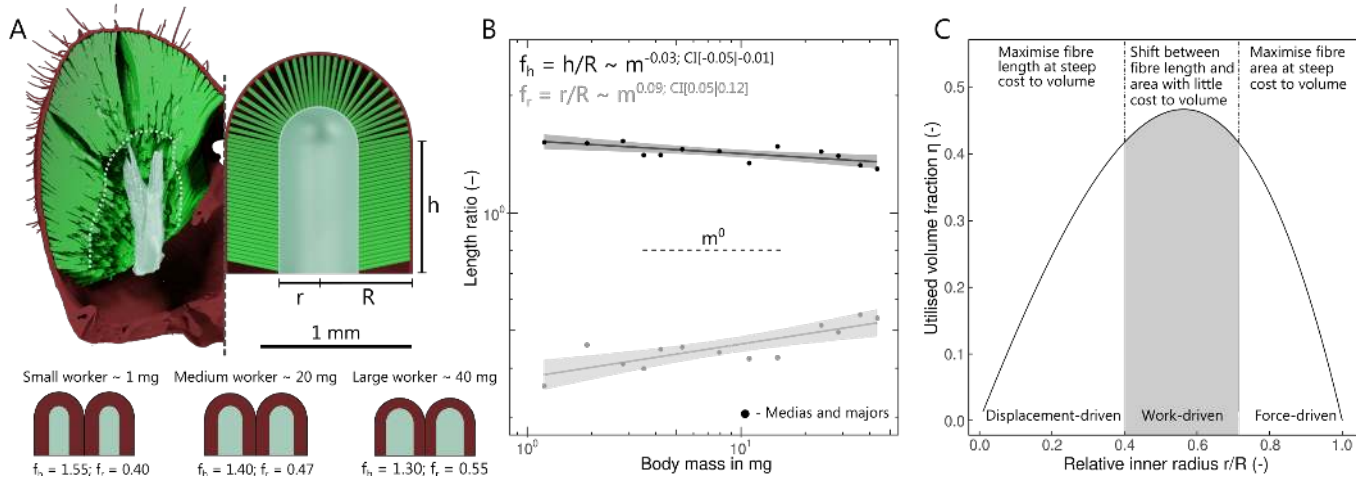 A
h
r
R
1 mm
Small worker ~ 1 mg
Medium worker ~ 20 mg
Large worker ~ 40 mg
f_h = 1.55; f_r = 0.40
f_h = 1.40; f_r = 0.47
f_h = 1.30; f_r = 0.55
B
f_h = h/R ~ m^-0.03; CI[-0.05|-0.01]
f_r = r/R ~ m^0.09; CI[0.05|0.12]
Length ratio (–)
10^0
m^0
- Medias and majors
10^0
10^1
Body mass in mg
C
Maximise fibre
length at steep
cost to volume
Shift between
fibre length and
area with little
cost to volume
Maximise fibre
area at steep
cost to volume
Utilised volume fraction η (-)
0.5
0.4
0.3
0.2
0.1
0.0
Displacement-driven
Work-driven
Force-driven
0.0
0.2
0.4
0.6
0.8
1.0
Relative inner radius r/R (-)